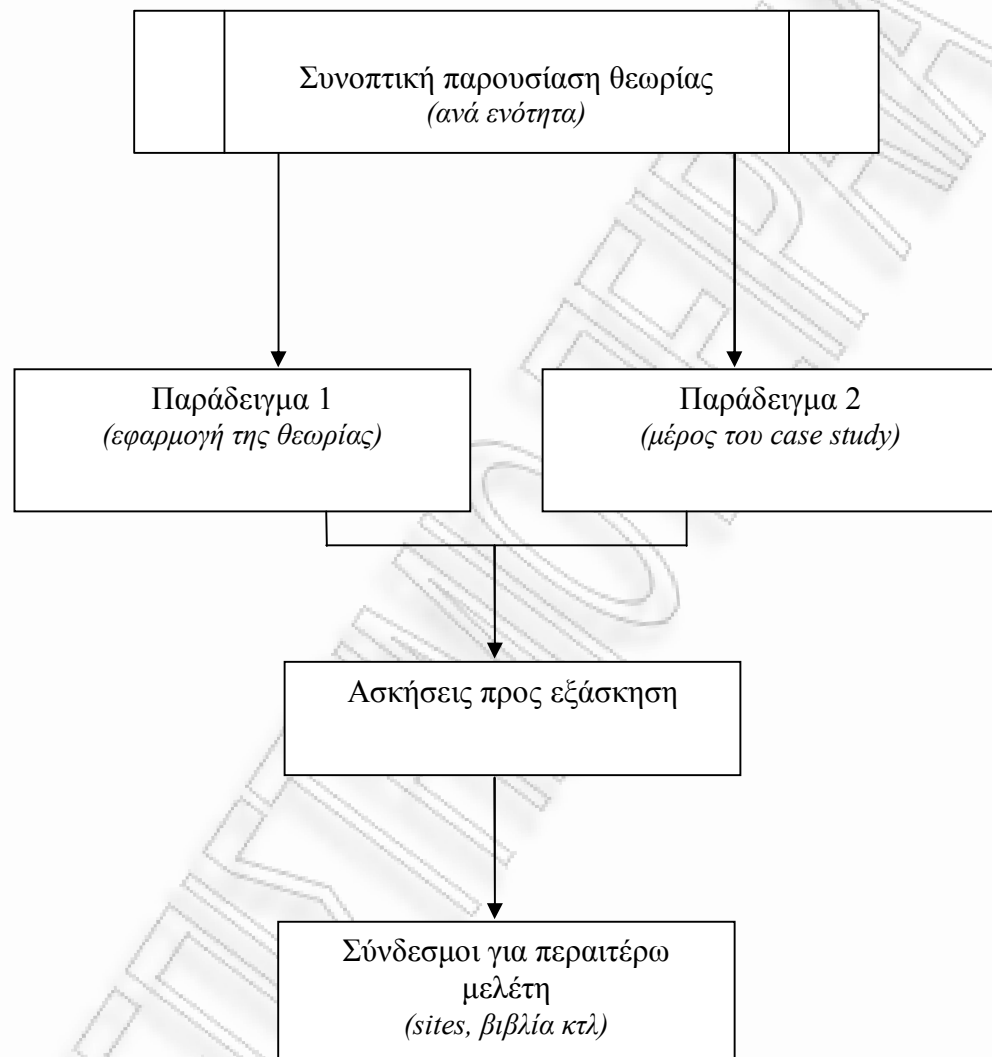 Συνοπτική παρουσίαση θεωρίας
(ανά ενότητα)
Παράδειγμα 1
(εφαρμογή της θεωρίας)
Παράδειγμα 2
(μέρος του case study)
Ασκήσεις προς εξάσκηση
Σύνδεσμοι για περαιτέρω
μελέτη
(sites, βιβλία κτλ)